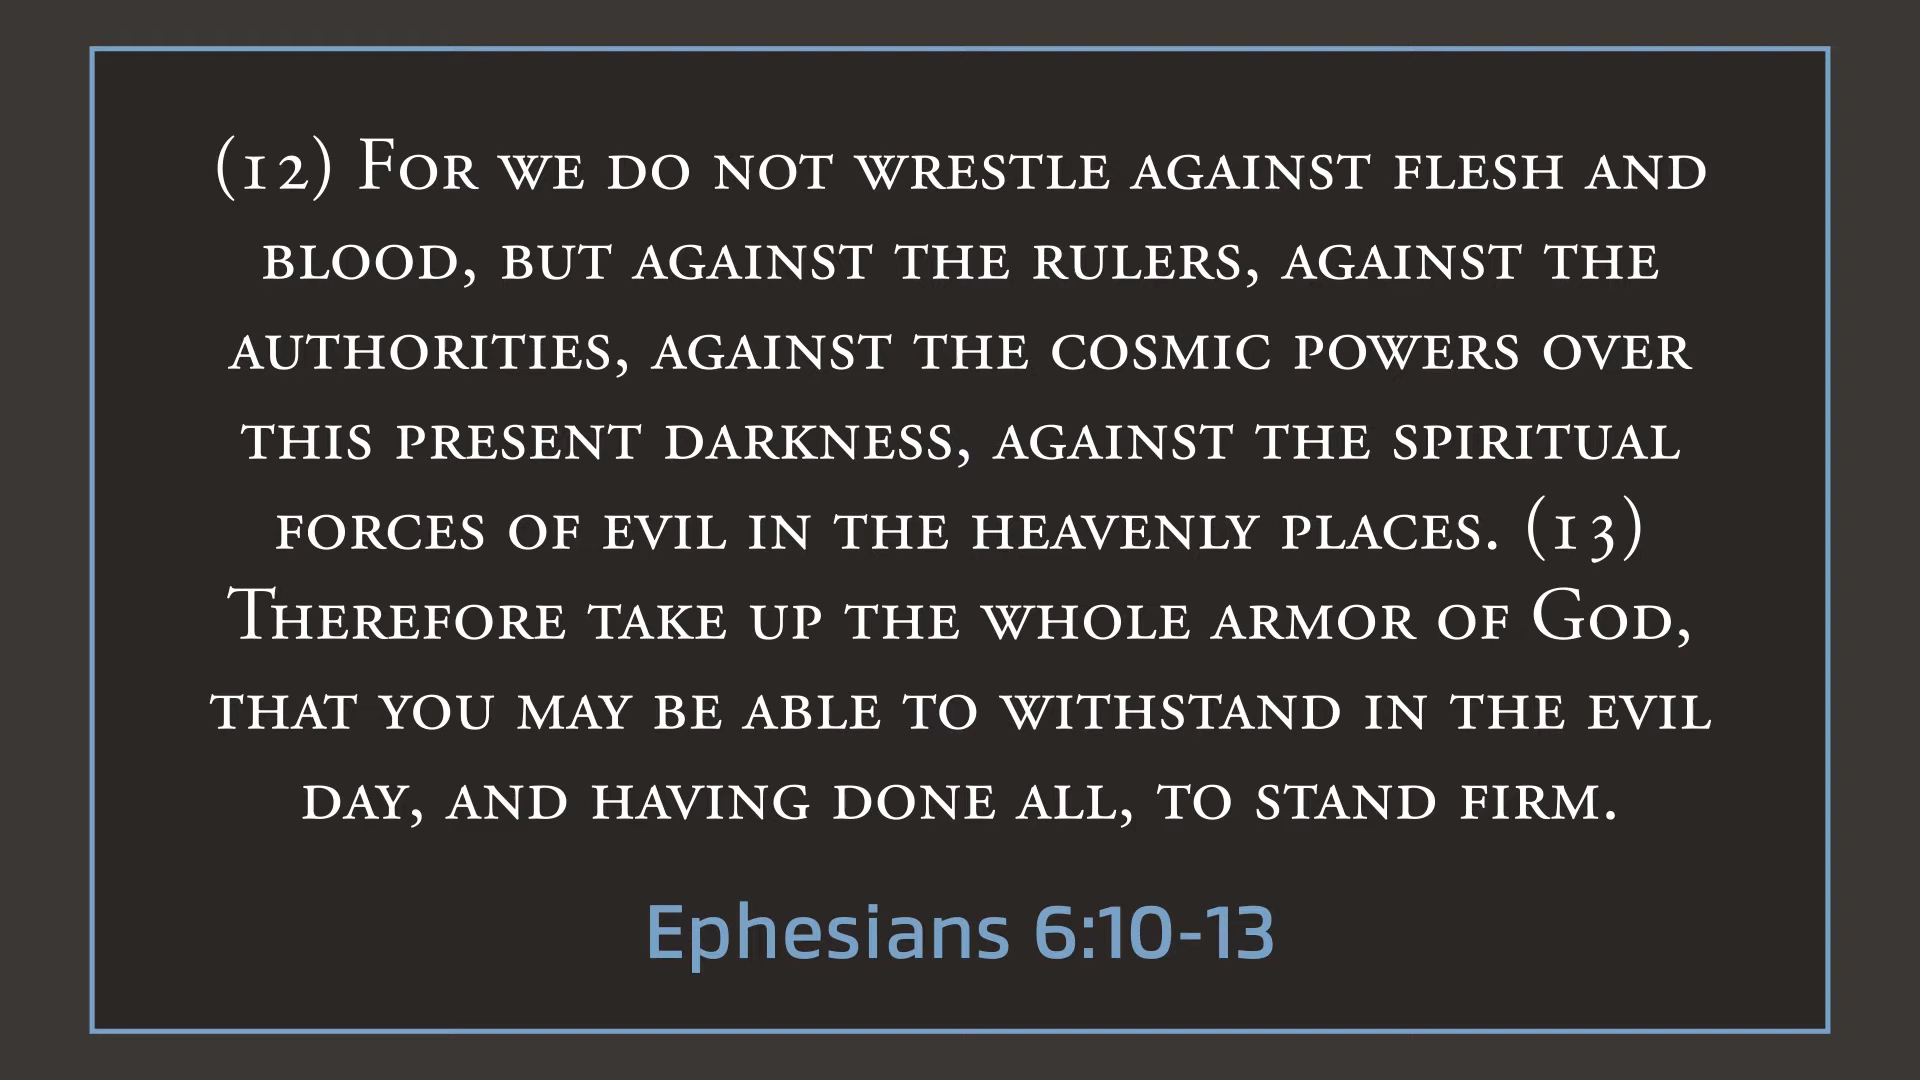 (12) For we do not wrestle against flesh and
blood, but against the rulers, against the
authorities, against the cosmic powers over
this present darkness, against the spiritual
forces of evil in the heavenly places. (13)
Therefore take up the whole armor of God,
that you may be able to withstand in the evil
day, and having done all, to stand firm.
Ephesians 6:10-13